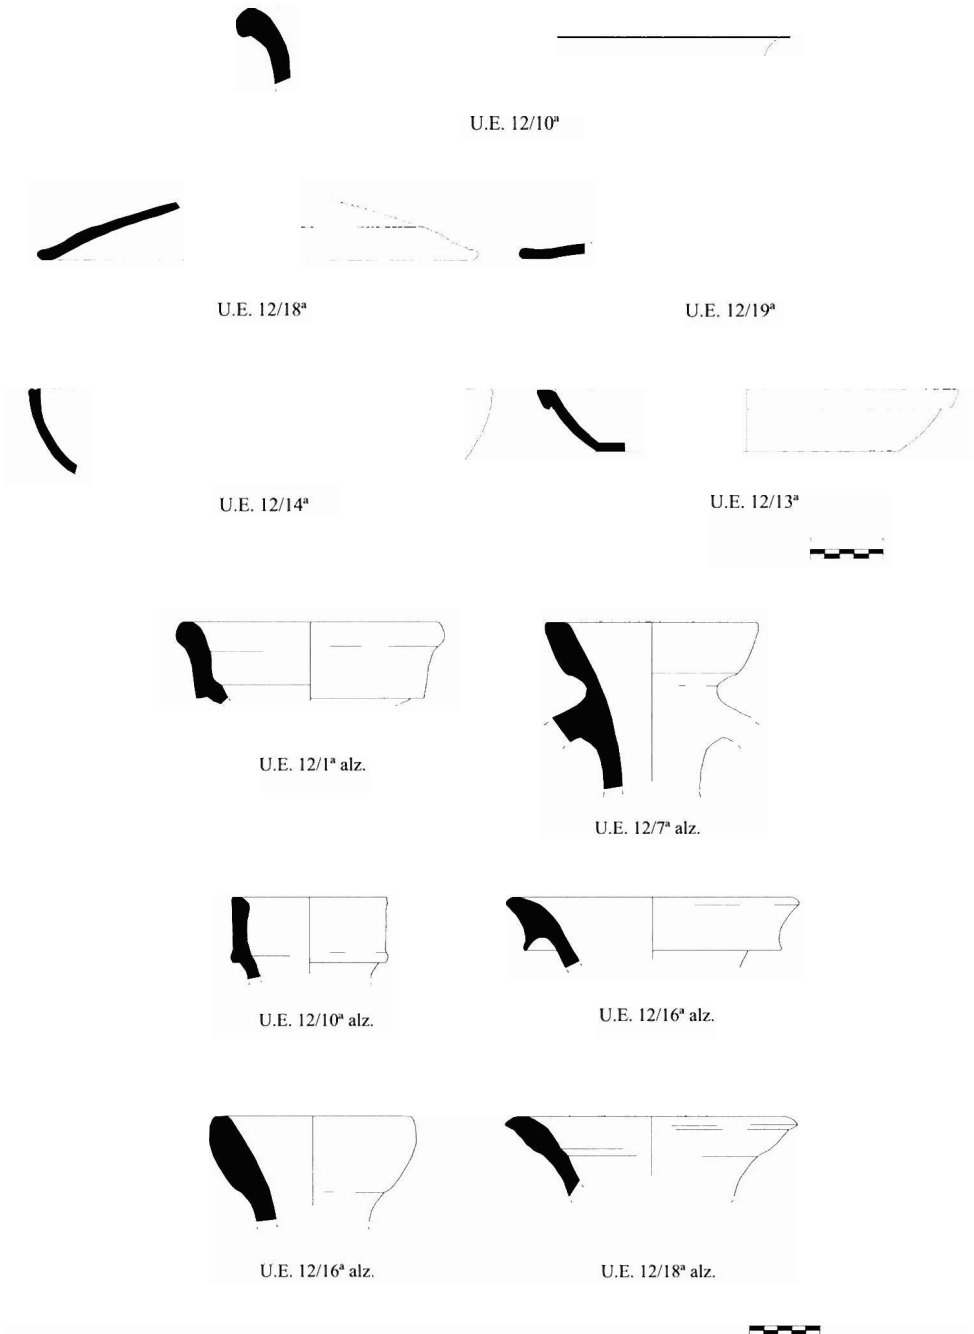 U.E. 12/10ª
U.E. 12/18ª
U.E. 12/19ª
U.E. 12/14ª
U.E. 12/13ª
U.E. 12/1ª alz.
U.E. 12/7ª alz.
U.E. 12/10ª alz.
U.E. 12/16ª alz.
U.E. 12/16ª alz.
U.E. 12/18ª alz.